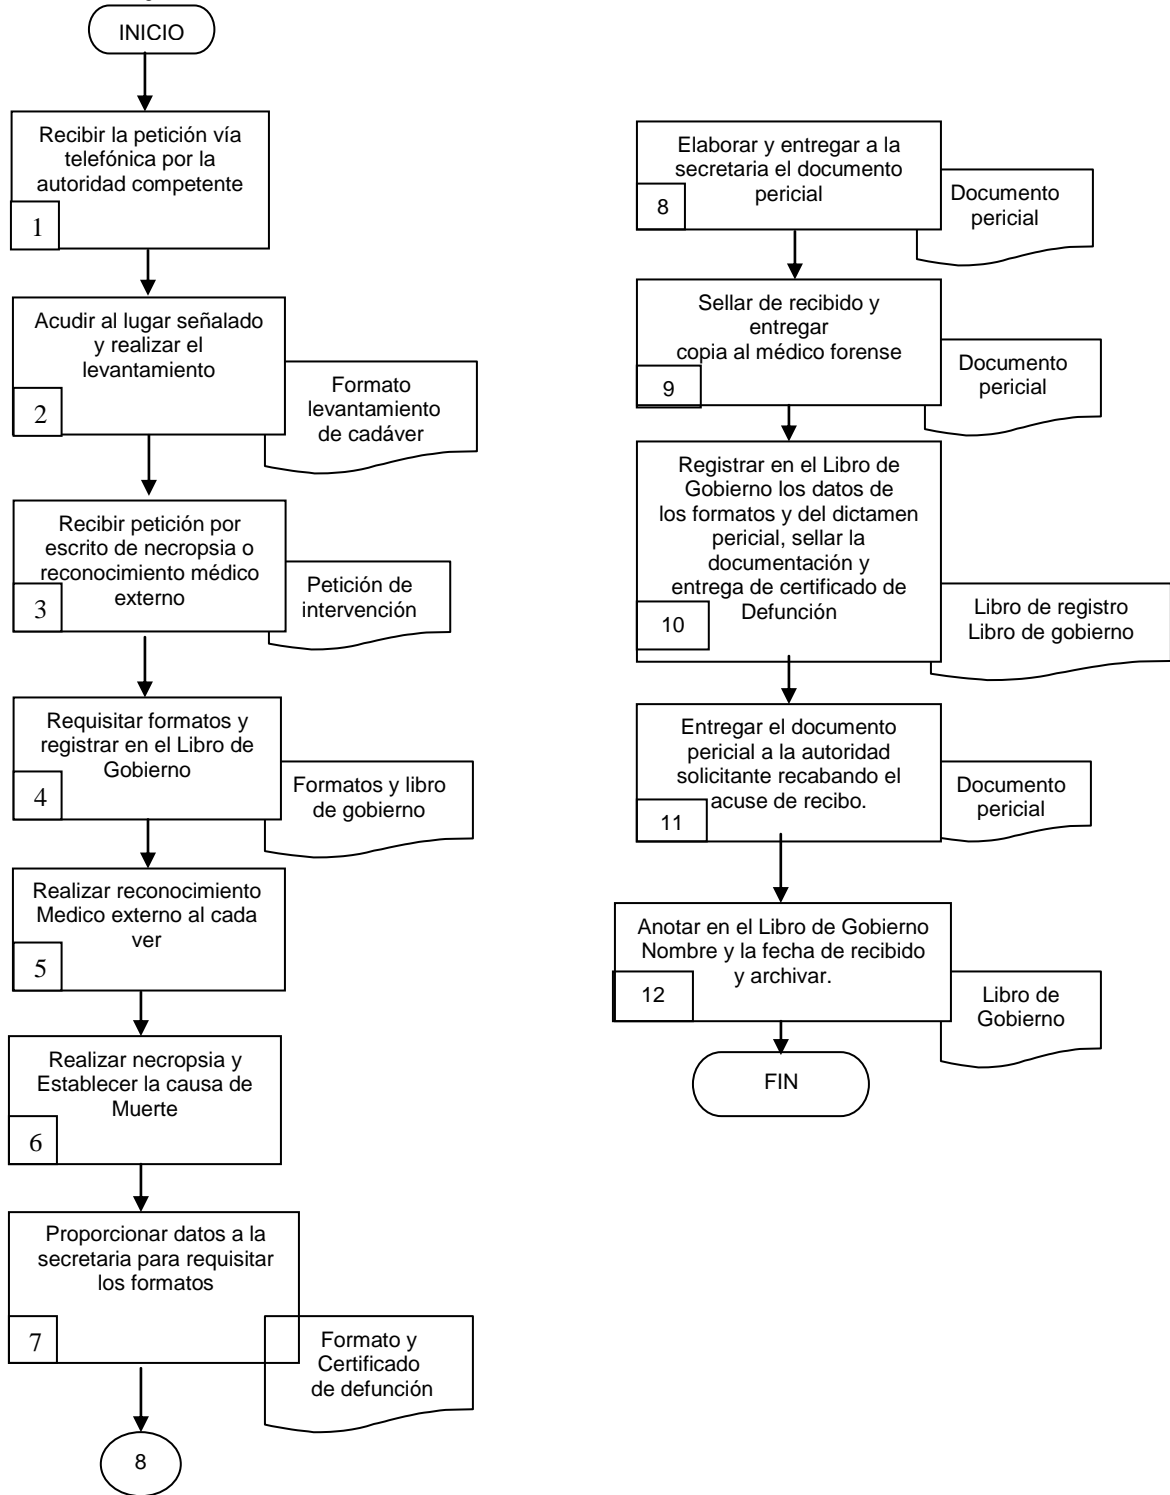 INICIO
Recibir la petición vía
telefónica por la
autoridad competente
1
Acudir al lugar señalado
y realizar el
levantamiento
2
Formato
levantamiento
de cadáver
Recibir petición por
escrito de necropsia o
reconocimiento médico
externo
3
Petición de
intervención
Requisitar formatos y
registrar en el Libro de
Gobierno
4
Formatos y libro
de gobierno
Realizar reconocimiento
Medico externo al cada
ver
5
Realizar necropsia y
Establecer la causa de
Muerte
6
Proporcionar datos a la
secretaria para requisitar
los formatos
7
Formato y
Certificado
de defunción
8
Elaborar y entregar a la
secretaria el documento
pericial
8
Documento
pericial
Sellar de recibido y
entregar
copia al médico forense
9
Documento
pericial
Registrar en el Libro de
Gobierno los datos de
los formatos y del dictamen
pericial, sellar la
documentación y
entrega de certificado de
Defunción
10
Libro de registro
Libro de gobierno
Entregar el documento
pericial a la autoridad
solicitante recabando el
acuse de recibo.
11
Documento
pericial
Anotar en el Libro de Gobierno
Nombre y la fecha de recibido
y archivar.
12
Libro de
Gobierno
FIN